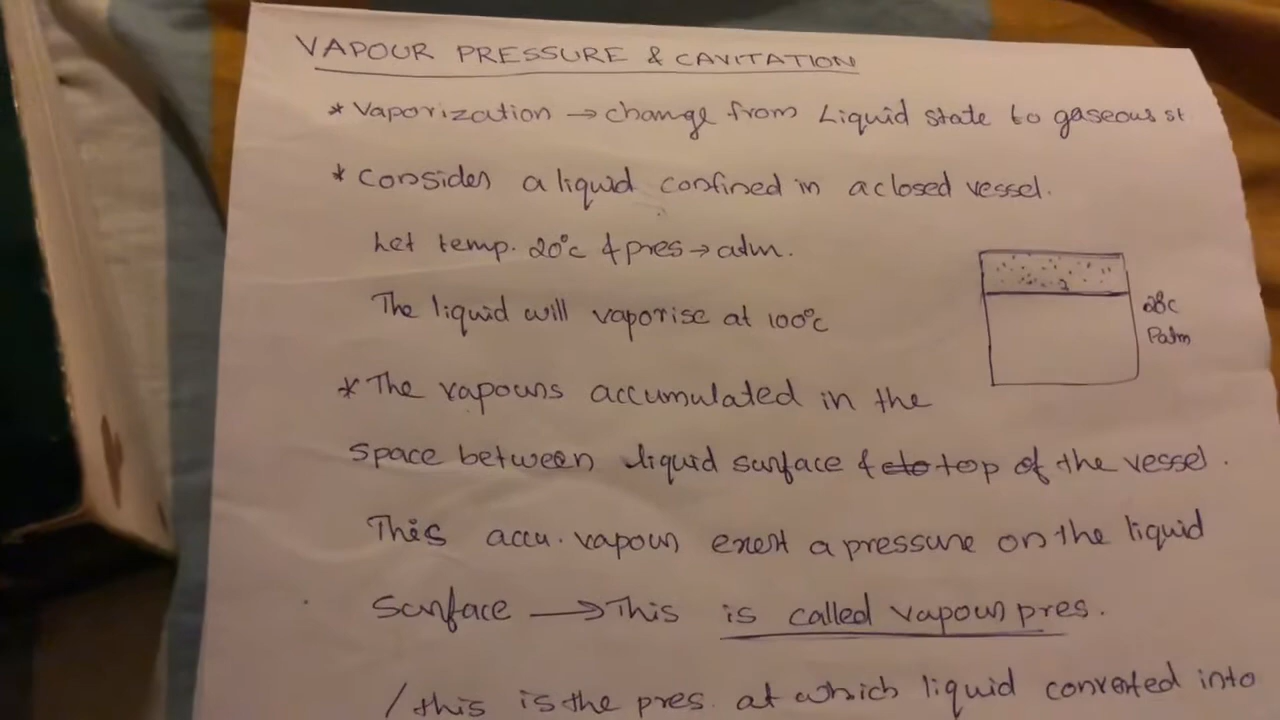 VAPOUR PRESSURE & CAVITATION
* Vaporization → change from Liquid state to gaseous st
* Consider a liquid confined in a closed vessel.
Let temp. 20°c & pres → atm.
The liquid will vaporise at 100°c
20°C
Patm
* The vapours accumulated in the
space between liquid surface & top of the vessel.
This accu. vapour exert a pressure on the liquid
Surface → This is called vapour pres.
/ this is the pres. at which liquid converted into